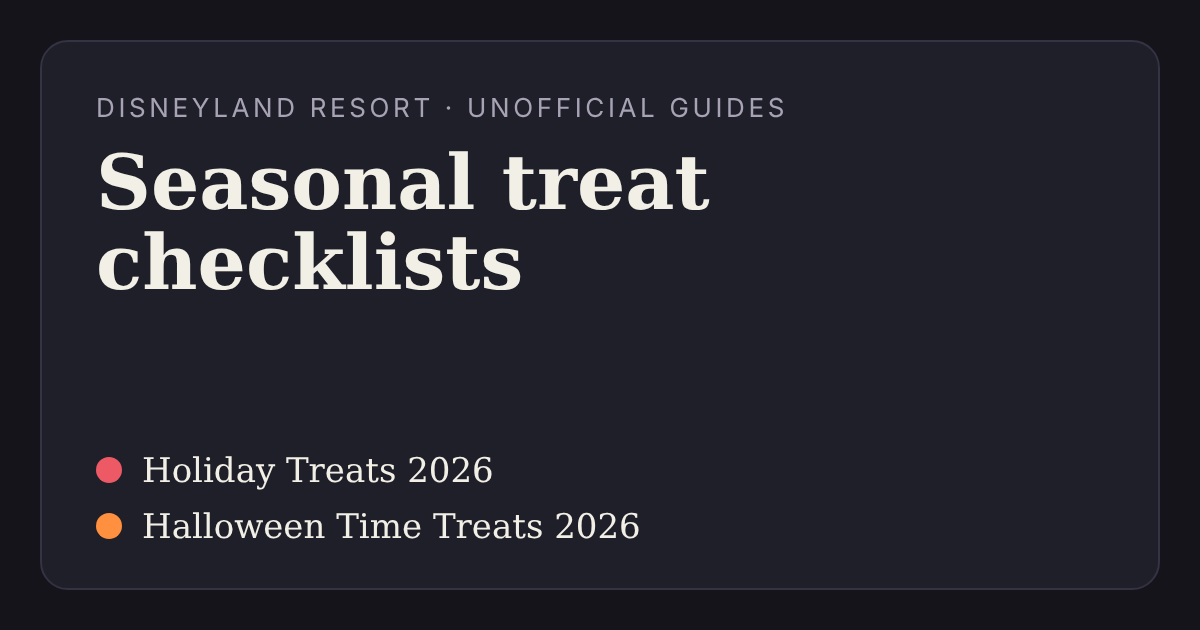 DISNEYLAND RESORT · UNOFFICIAL GUIDES
Seasonal treat
checklists
Holiday Treats 2026
Halloween Time Treats 2026